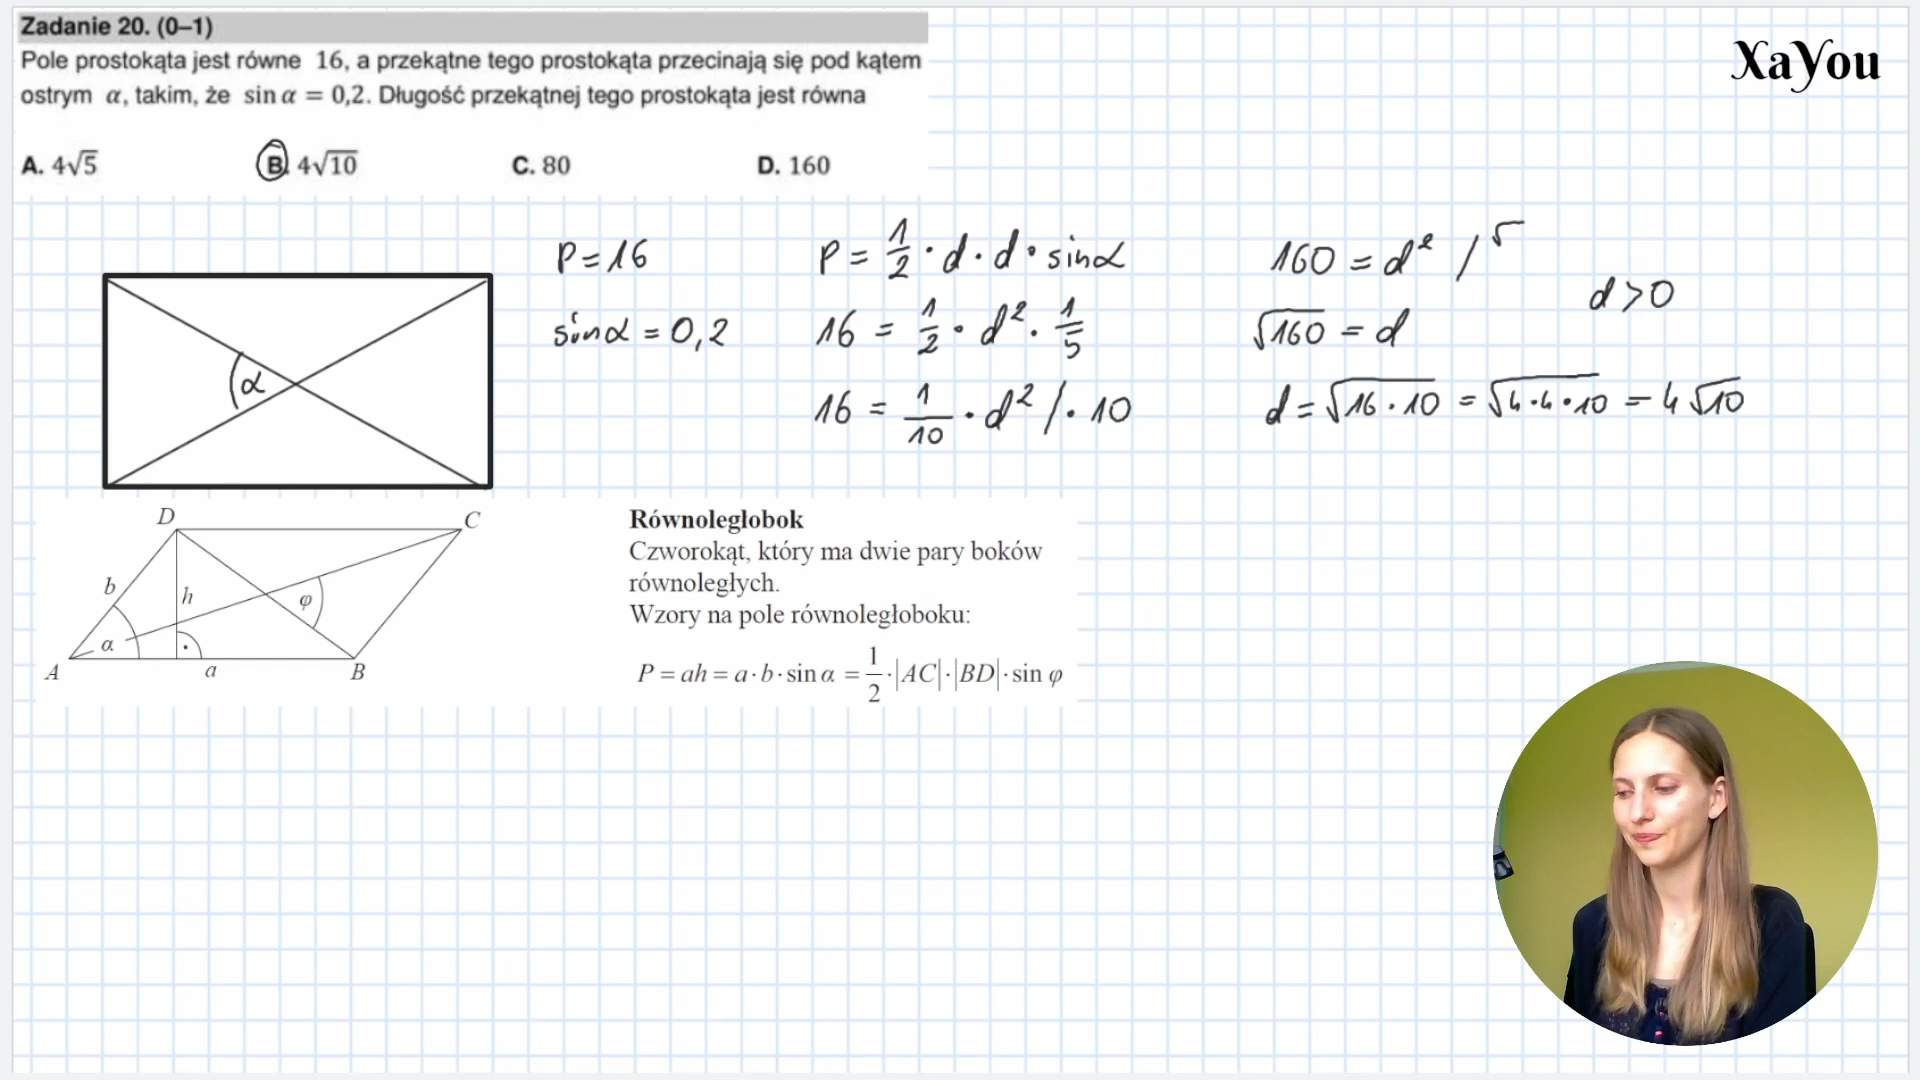 Zadanie 20. (0–1)
Pole prostokąta jest równe 16, a przekątne tego prostokąta przecinają się pod kątem
ostrym α, takim, że sin α = 0,2. Długość przekątnej tego prostokąta jest równa
A. 4√5 B. 4√10 C. 80 D. 160
XaYou
α
P = 16
sinα = 0,2
P = 1/2 · d · d · sinα
16 = 1/2 · d² · 1/5
16 = 1/10 · d² /· 10
160 = d² /√
d > 0
√160 = d
d = √16 · 10 = √4 · 4 · 10 = 4√10
D
C
b
h
φ
α
A
a
B
Równoległobok
Czworokąt, który ma dwie pary boków
równoległych.
Wzory na pole równoległoboku:
P = ah = a · b · sin α = 1/2 · |AC| · |BD| · sin φ